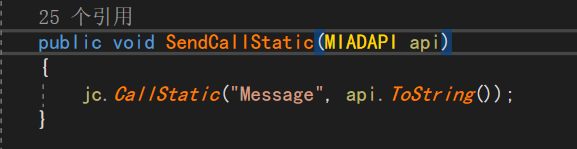 25 个引用
public void SendCallStatic(MIADAPI api)
{
jc.CallStatic("Message", api.ToString());
}